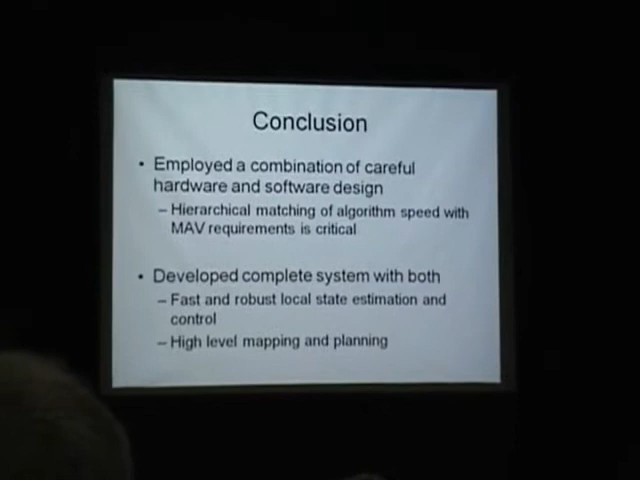 Conclusion
• Employed a combination of careful
hardware and software design
– Hierarchical matching of algorithm speed with
MAV requirements is critical
• Developed complete system with both
– Fast and robust local state estimation and
control
– High level mapping and planning